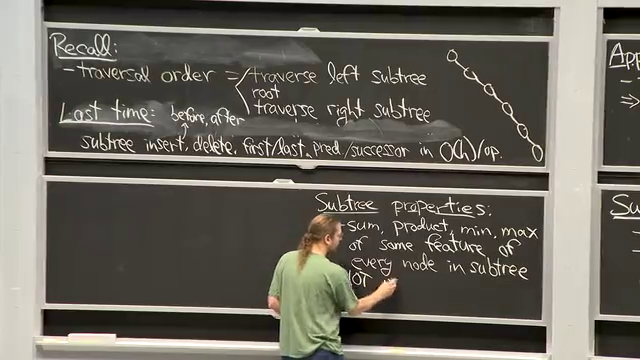 Recall:
- traversal order = traverse left subtree
root
traverse right subtree
Last time: before, after
subtree insert, delete, first/last, pred./successor in O(h)/op.
App
Subtree properties:
sum, product, min, max
of some feature of
every node in subtree
NOT
Su